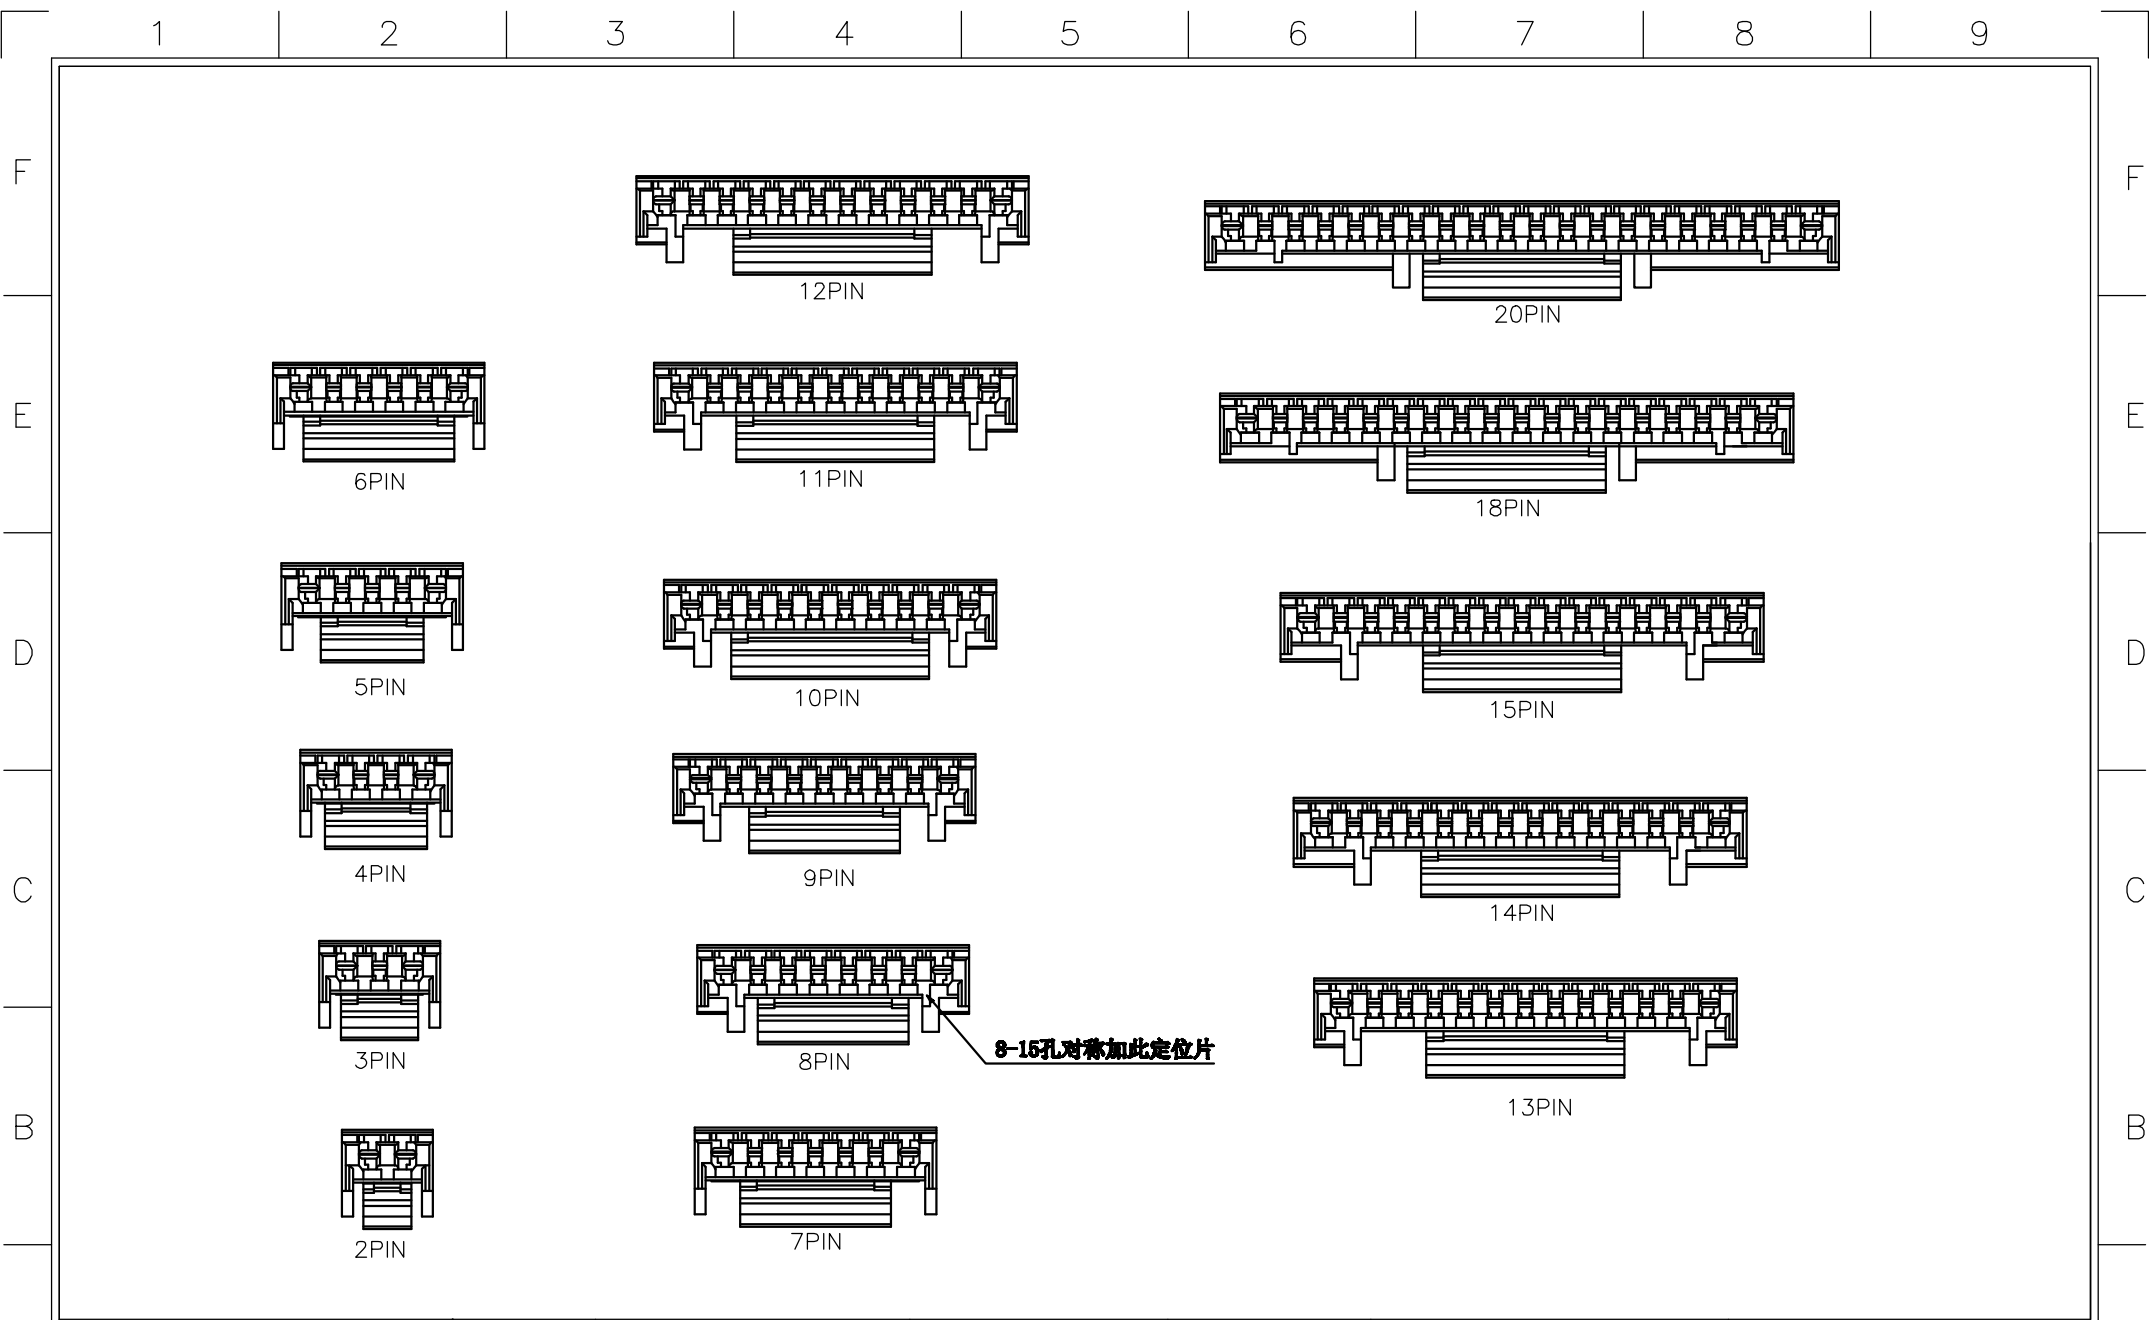 1 2 3 4 5 6 7 8 9
F F
12PIN
20PIN
E E
6PIN
11PIN
18PIN
D D
5PIN
10PIN
15PIN
4PIN
9PIN
C C
14PIN
3PIN
8PIN
8-15孔对称加此定位片
13PIN
B B
2PIN
7PIN